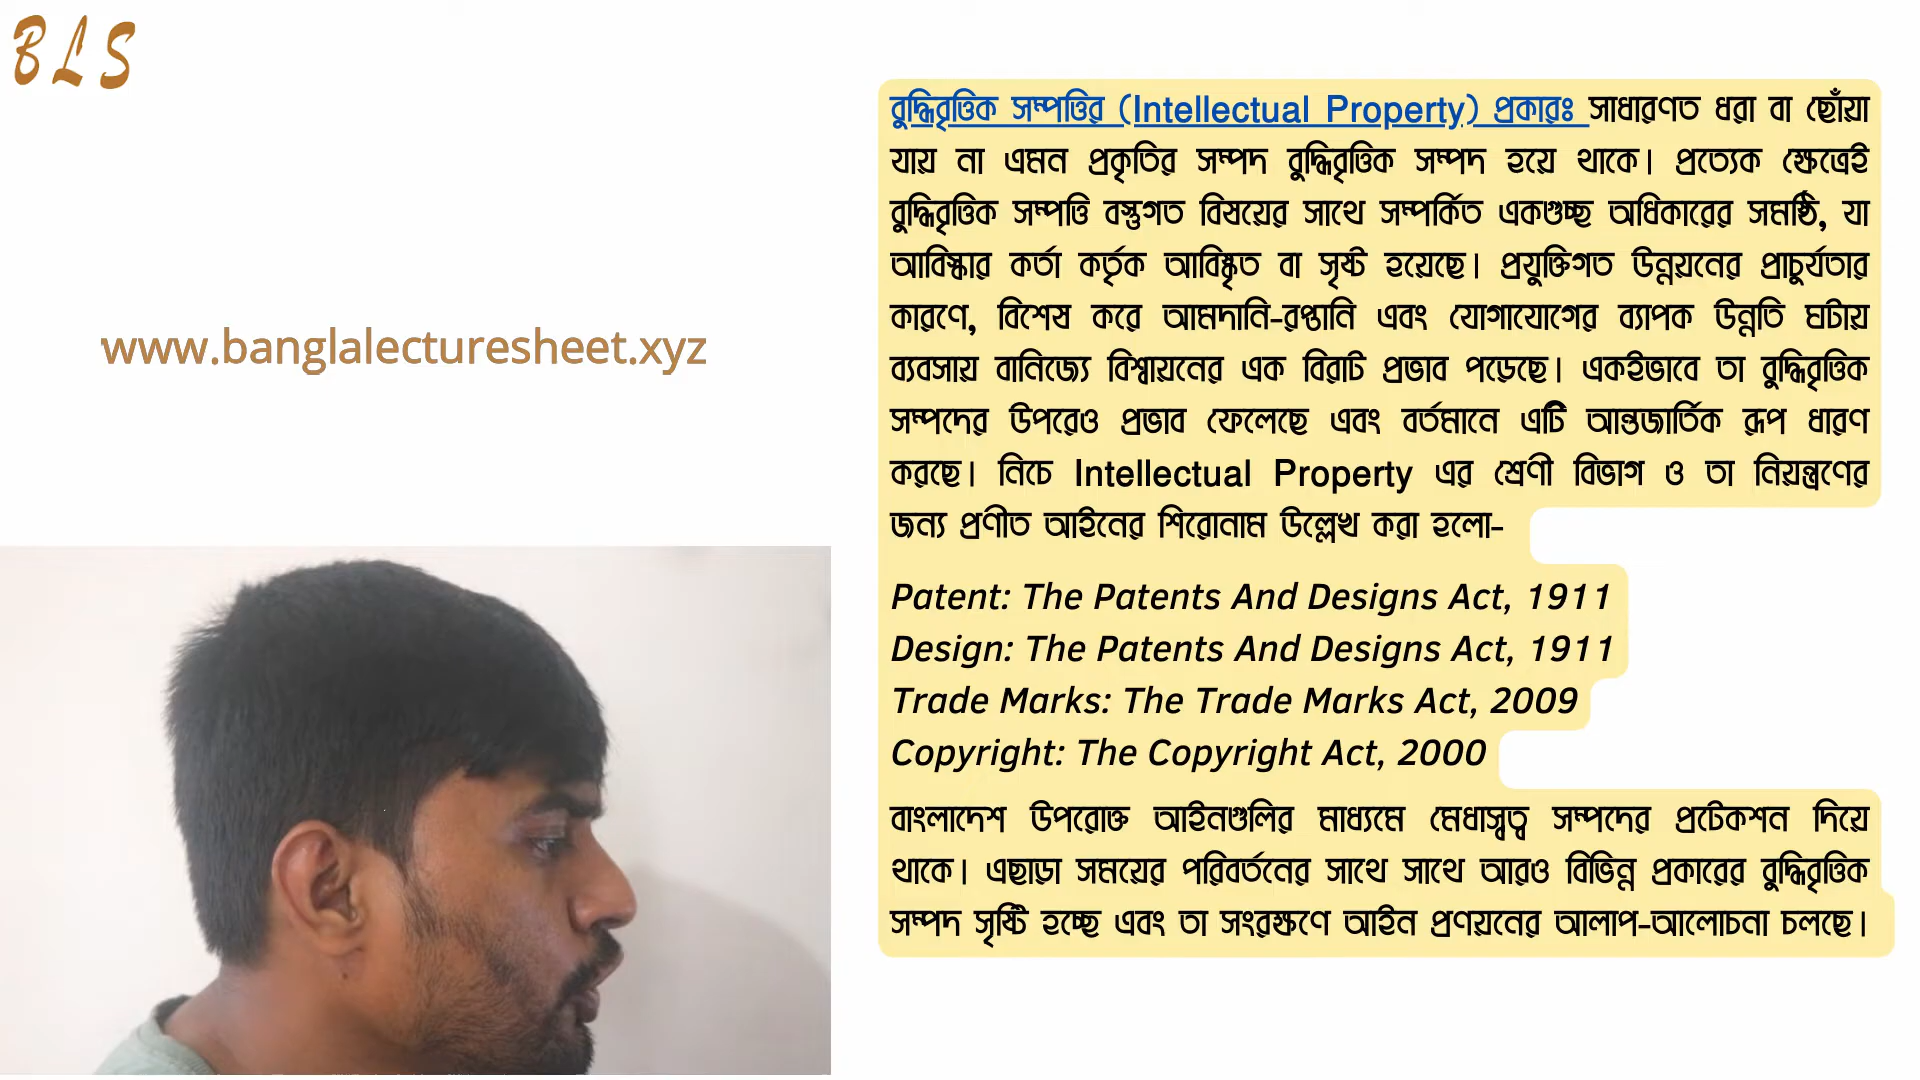 BLS
www.banglalecturesheet.xyz
বুদ্ধিবৃত্তিক সম্পত্তির (Intellectual Property) প্রকারঃ সাধারণত ধরা বা ছোঁয়া
যায় না এমন প্রকৃতির সম্পদ বুদ্ধিবৃত্তিক সম্পদ হয়ে থাকে। প্রত্যেক ক্ষেত্রেই
বুদ্ধিবৃত্তিক সম্পত্তি বস্তুগত বিষয়ের সাথে সম্পর্কিত একগুচ্ছ অধিকারের সমষ্ঠি, যা
আবিষ্কার কর্তা কর্তৃক আবিষ্কৃত বা সৃষ্ট হয়েছে। প্রযুক্তিগত উন্নয়নের প্রাচুর্যতার
কারণে, বিশেষ করে আমদানি-রপ্তানি এবং যোগাযোগের ব্যাপক উন্নতি ঘটায়
ব্যবসায় বানিজ্যে বিশ্বায়নের এক বিরাট প্রভাব পড়েছে। একইভাবে তা বুদ্ধিবৃত্তিক
সম্পদের উপরেও প্রভাব ফেলেছে এবং বর্তমানে এটি আন্তজার্তিক রূপ ধারণ
করছে। নিচে Intellectual Property এর শ্রেণী বিভাগ ও তা নিয়ন্ত্রণের
জন্য প্রণীত আইনের শিরোনাম উল্লেখ করা হলো-
Patent: The Patents And Designs Act, 1911
Design: The Patents And Designs Act, 1911
Trade Marks: The Trade Marks Act, 2009
Copyright: The Copyright Act, 2000
বাংলাদেশ উপরোক্ত আইনগুলির মাধ্যমে মেধাস্বত্ব সম্পদের প্রটেকশন দিয়ে
থাকে। এছাড়া সময়ের পরিবর্তনের সাথে সাথে আরও বিভিন্ন প্রকারের বুদ্ধিবৃত্তিক
সম্পদ সৃষ্টি হচ্ছে এবং তা সংরক্ষণে আইন প্রণয়নের আলাপ-আলোচনা চলছে।